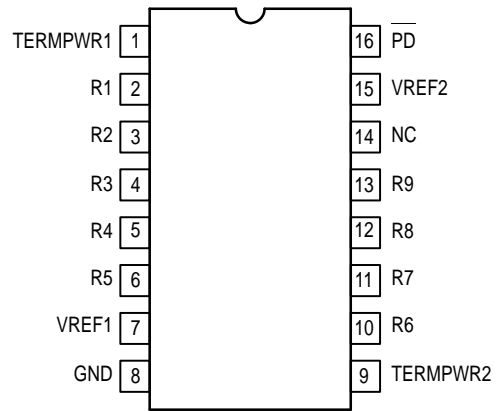 TERMPWR1 1 16 P̅D̅
R1 2 15 VREF2
R2 3 14 NC
R3 4 13 R9
R4 5 12 R8
R5 6 11 R7
VREF1 7 10 R6
GND 8 9 TERMPWR2